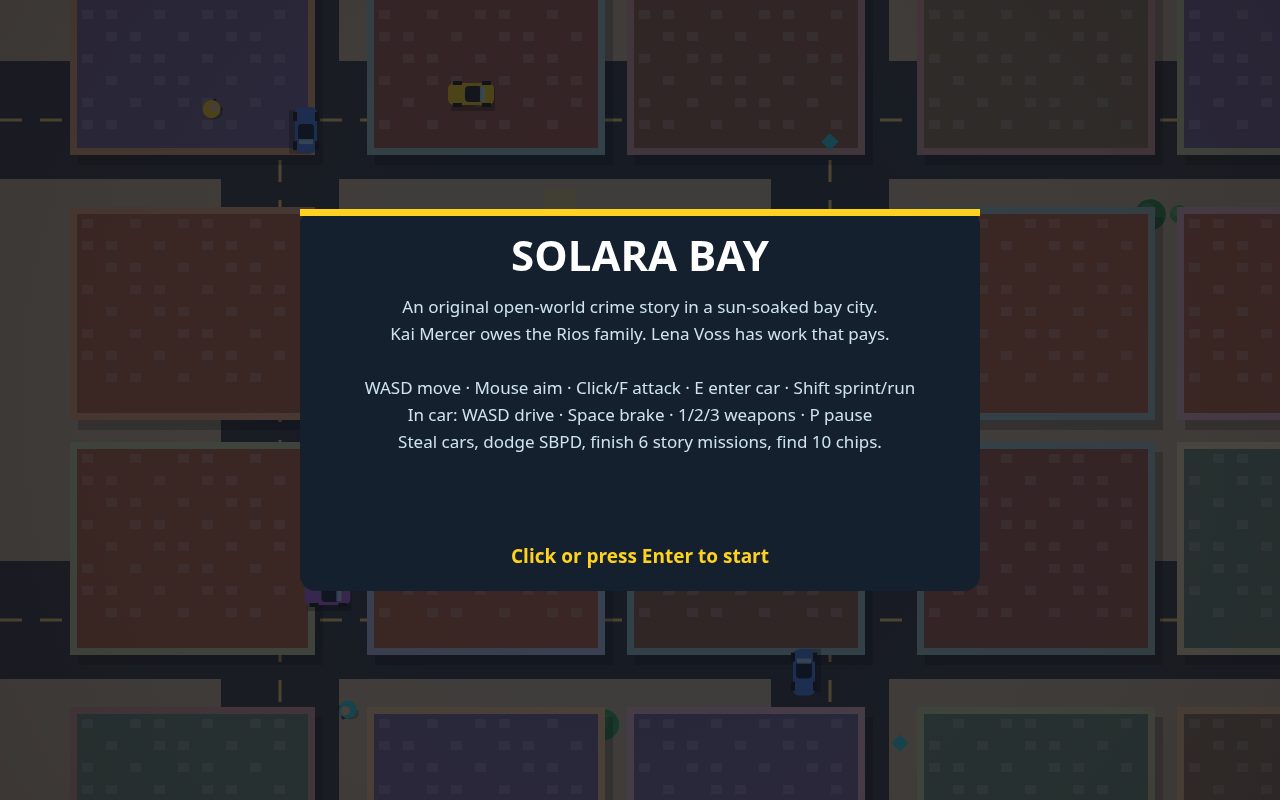 SOLARA BAY
An original open-world crime story in a sun-soaked bay city.
Kai Mercer owes the Rios family. Lena Voss has work that pays.
WASD move · Mouse aim · Click/F attack · E enter car · Shift sprint/run
In car: WASD drive · Space brake · 1/2/3 weapons · P pause
Steal cars, dodge SBPD, finish 6 story missions, find 10 chips.
Click or press Enter to start